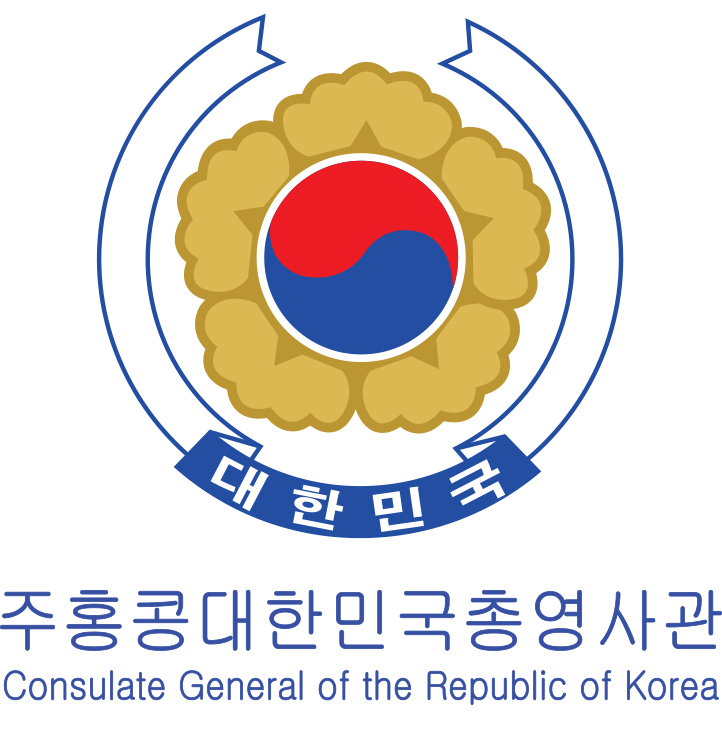 대한민국
주홍콩대한민국총영사관
Consulate General of the Republic of Korea